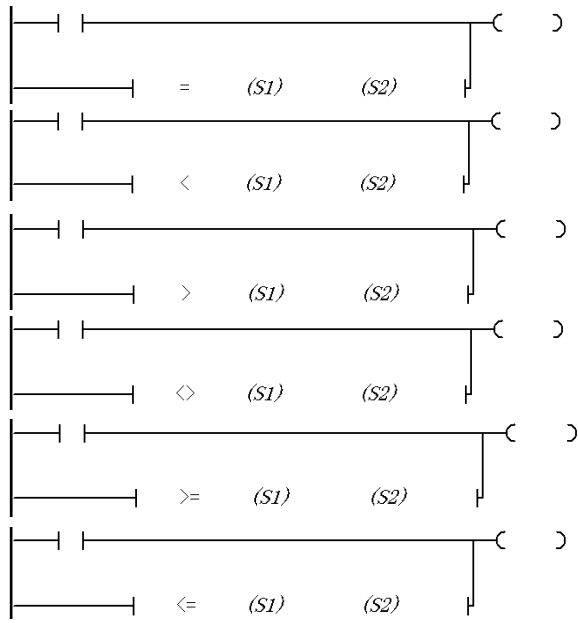 = (S1) (S2)
< (S1) (S2)
> (S1) (S2)
<> (S1) (S2)
>= (S1) (S2)
<= (S1) (S2)